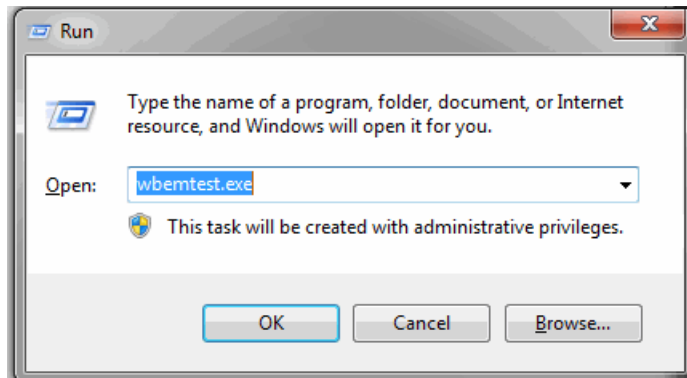 Run
Type the name of a program, folder, document, or Internet
resource, and Windows will open it for you.
Open:
wbemtest.exe
This task will be created with administrative privileges.
OK
Cancel
Browse...